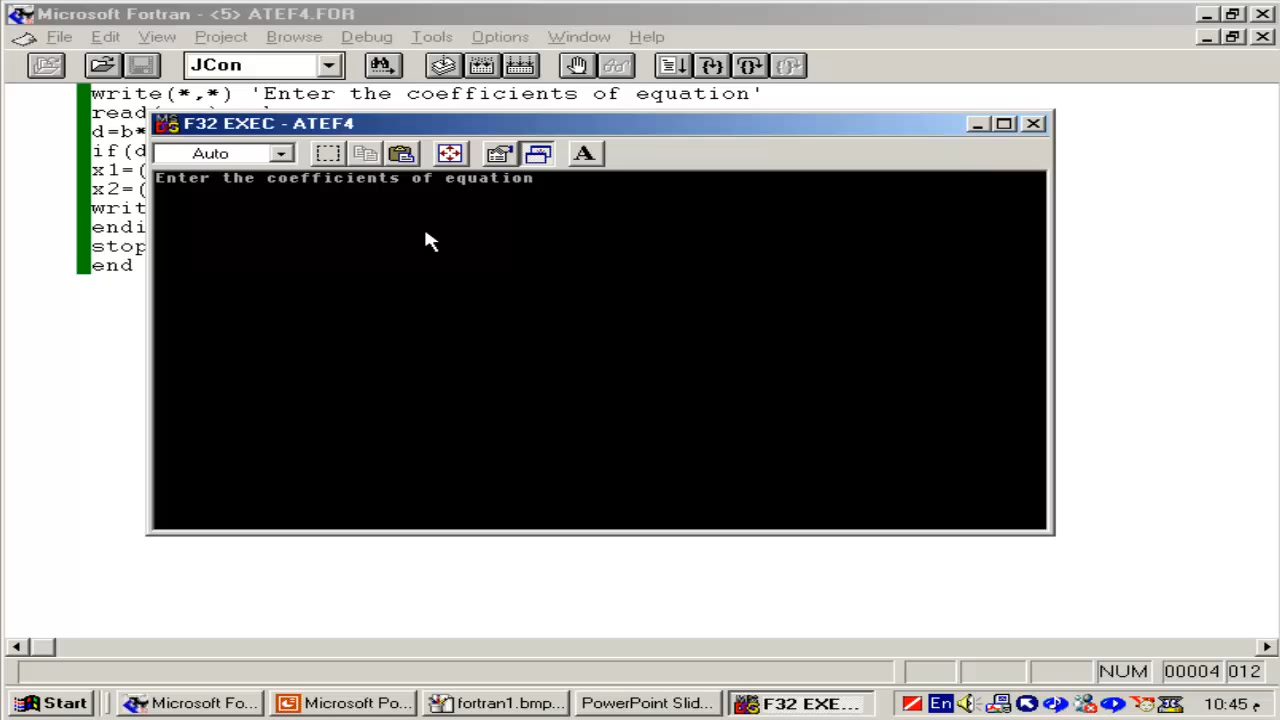 Microsoft Fortran - <5> ATEF4.FOR
File Edit View Project Browse Debug Tools Options Window Help
JCon
write(*,*) 'Enter the coefficients of equation'
read
d=b*
if(d
x1=(
x2=(
writ
endi
stop
end
F32 EXEC - ATEF4
Auto
A
Enter the coefficients of equation
NUM 00004 012
Start Microsoft Fo... Microsoft Po... fortran1.bmp... PowerPoint Slid... F32 EXE... En 10:45 م